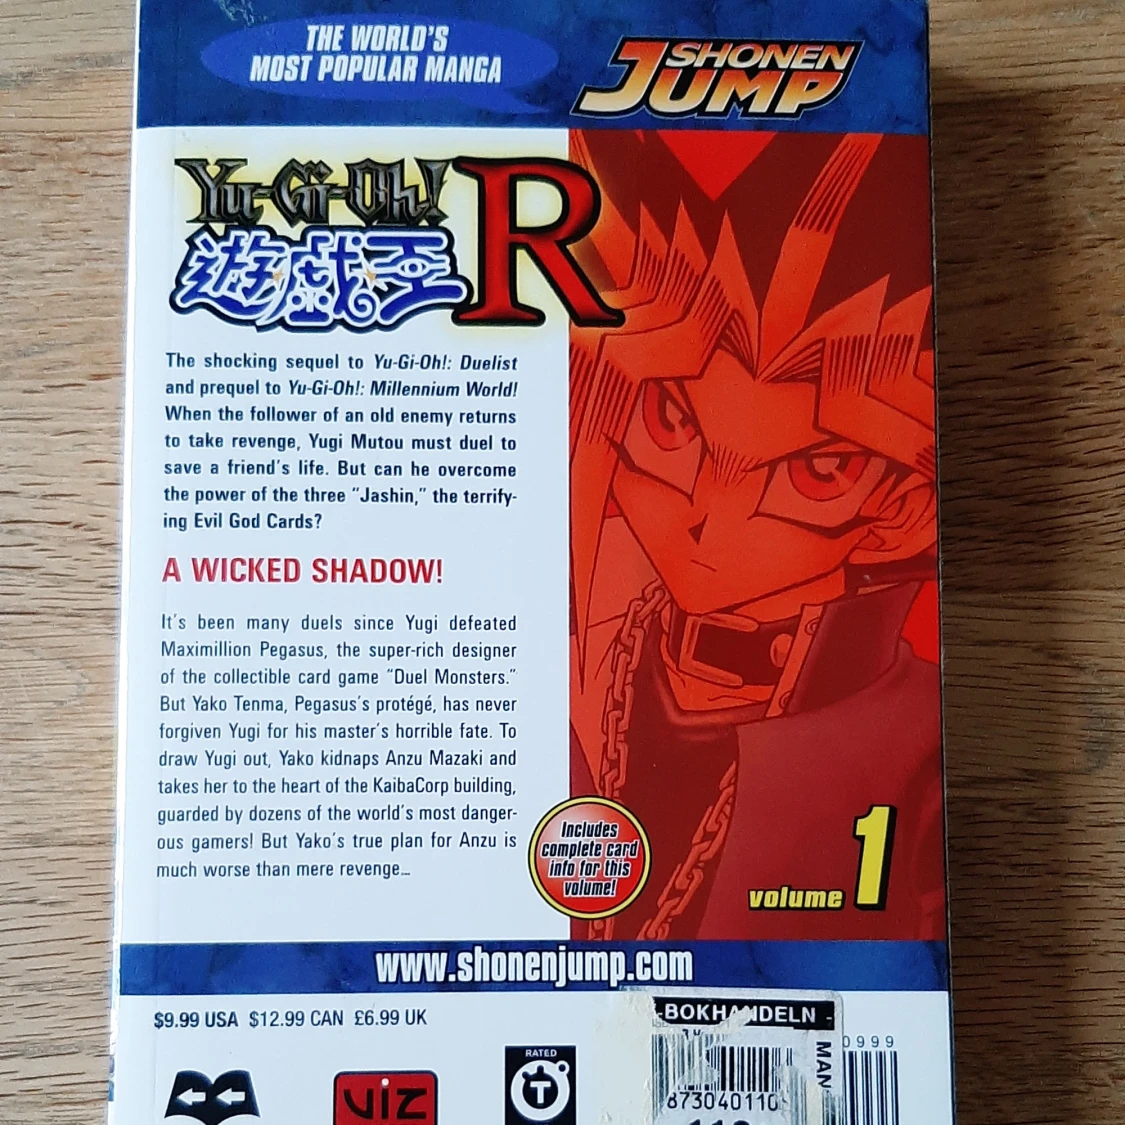 THE WORLD'S
MOST POPULAR MANGA
SHONEN
JUMP
Yu-Gi-Oh!
遊戯王
R
The shocking sequel to Yu-Gi-Oh!: Duelist
and prequel to Yu-Gi-Oh!: Millennium World!
When the follower of an old enemy returns
to take revenge, Yugi Mutou must duel to
save a friend's life. But can he overcome
the power of the three "Jashin," the terrify-
ing Evil God Cards?
A WICKED SHADOW!
It's been many duels since Yugi defeated
Maximillion Pegasus, the super-rich designer
of the collectible card game "Duel Monsters."
But Yako Tenma, Pegasus's protégé, has never
forgiven Yugi for his master's horrible fate. To
draw Yugi out, Yako kidnaps Anzu Mazaki and
takes her to the heart of the KaibaCorp building,
guarded by dozens of the world's most danger-
ous gamers! But Yako's true plan for Anzu is
much worse than mere revenge...
Includes
complete card
info for this
volume!
volume 1
www.shonenjump.com
$9.99 USA $12.99 CAN £6.99 UK
BOKHANDELN
MAN
0999
RATED
T
VIZ
873040110